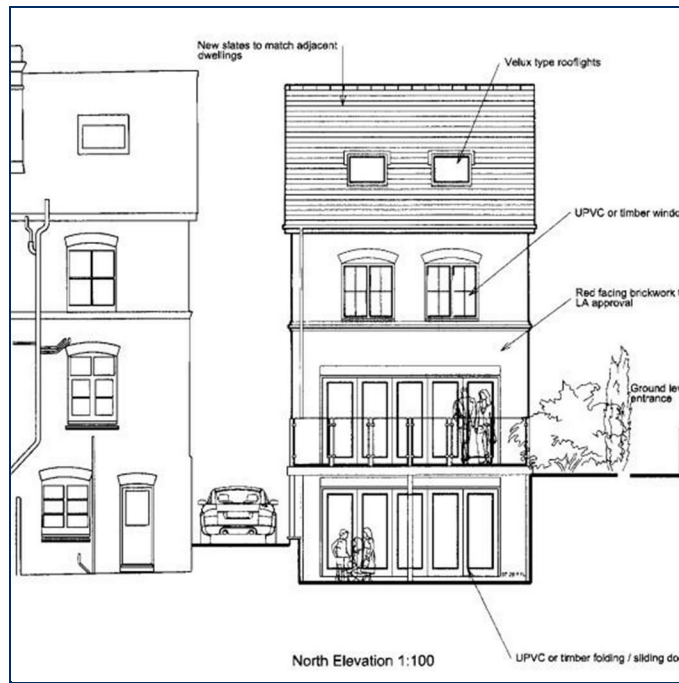 New slates to match adjacent
dwellings
Velux type rooflights
UPVC or timber windo
Red facing brickwork
LA approval
Ground lev
entrance
UPVC or timber folding / sliding doo
North Elevation 1:100